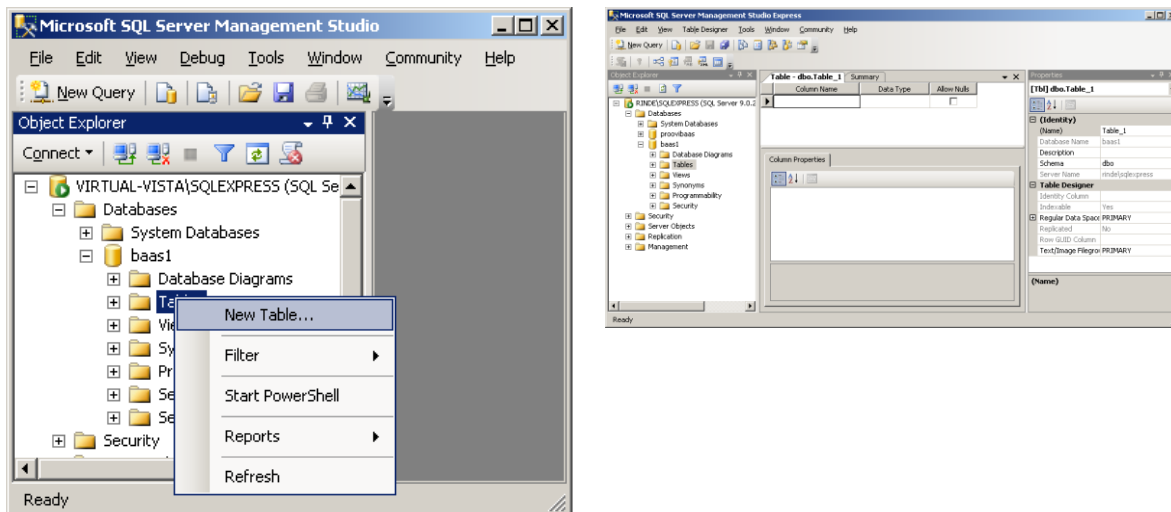 Microsoft SQL Server Management Studio
File Edit View Debug Tools Window Community Help
New Query
Object Explorer
Connect
VIRTUAL-VISTA\SQLEXPRESS (SQL Se
Databases
System Databases
baas1
Database Diagrams
Ta
Vie
Sy
Pr
Se
Se
Security
New Table...
Filter
Start PowerShell
Reports
Refresh
Ready
Microsoft SQL Server Management Studio Express
File Edit View Table Designer Tools Window Community Help
New Query
Object Explorer
RINDE\SQLEXPRESS (SQL Server 9.0.2
Databases
System Databases
proovibaas
baas1
Database Diagrams
Tables
Views
Synonyms
Programmability
Security
Security
Server Objects
Replication
Management
Table - dbo.Table_1 Summary
Column Name Data Type Allow Nulls
Column Properties
Properties
[Tbl] dbo.Table_1
(Identity)
(Name) Table_1
Database Name baas1
Description
Schema dbo
Server Name rinde\sqlexpress
Table Designer
Identity Column
Indexable Yes
Regular Data Space PRIMARY
Replicated No
Row GUID Column
Text/Image Filegro PRIMARY
(Name)
Ready